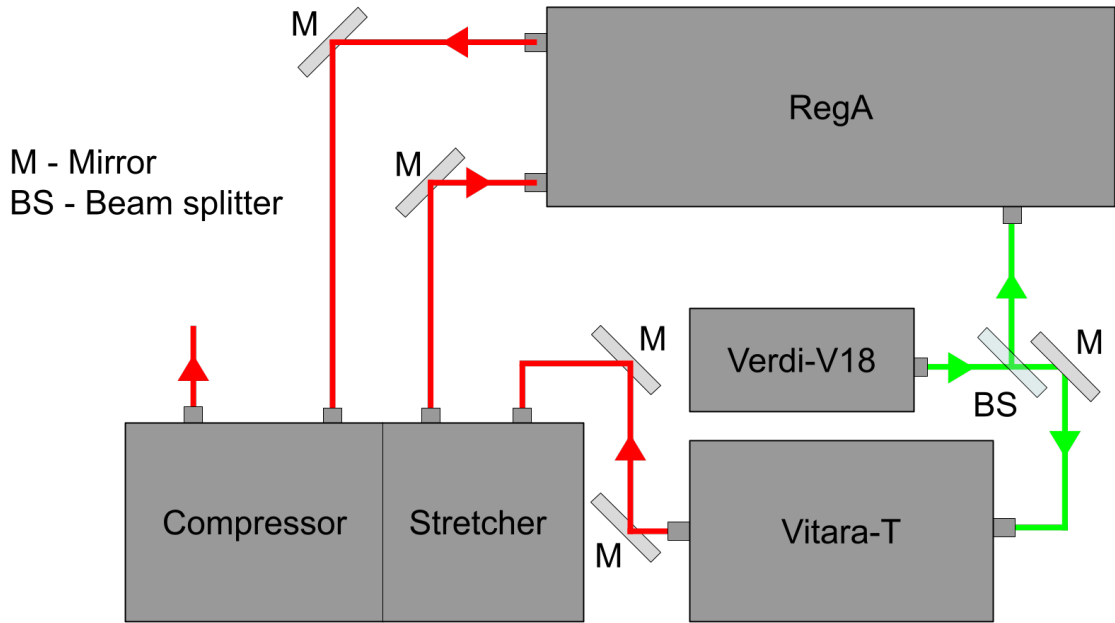 M
RegA
M - Mirror
M
BS - Beam splitter
M
M
Verdi-V18
BS
Compressor
Stretcher
Vitara-T
M